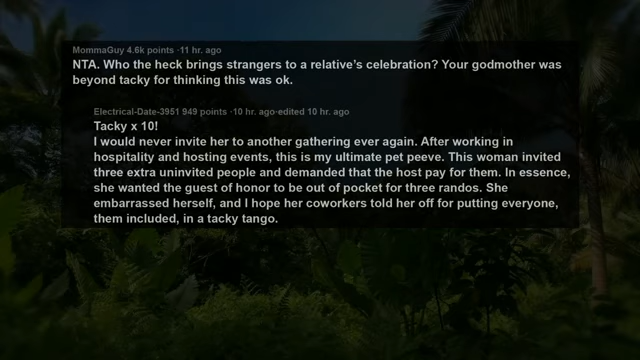 MommaGuy 4.6k points ·11 hr. ago
NTA. Who the heck brings strangers to a relative’s celebration? Your godmother was
beyond tacky for thinking this was ok.
Electrical-Date-3951 949 points ·10 hr. ago·edited 10 hr. ago
Tacky x 10!
I would never invite her to another gathering ever again. After working in
hospitality and hosting events, this is my ultimate pet peeve. This woman invited
three extra uninvited people and demanded that the host pay for them. In essence,
she wanted the guest of honor to be out of pocket for three randos. She
embarrassed herself, and I hope her coworkers told her off for putting everyone,
them included, in a tacky tango.